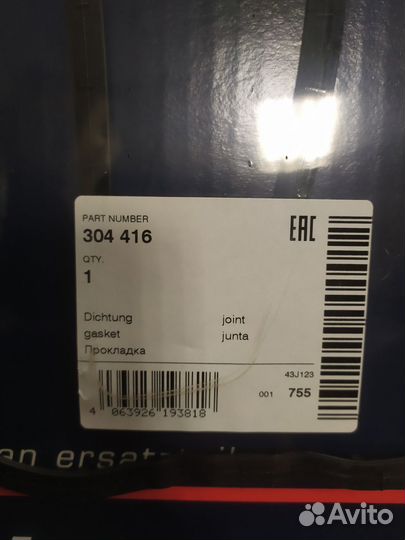 PART NUMBER
304 416
EAC
QTY.
1
Dichtung joint
gasket junta
Прокладка
43J123
001 755
4 063926 193818
en
Avito